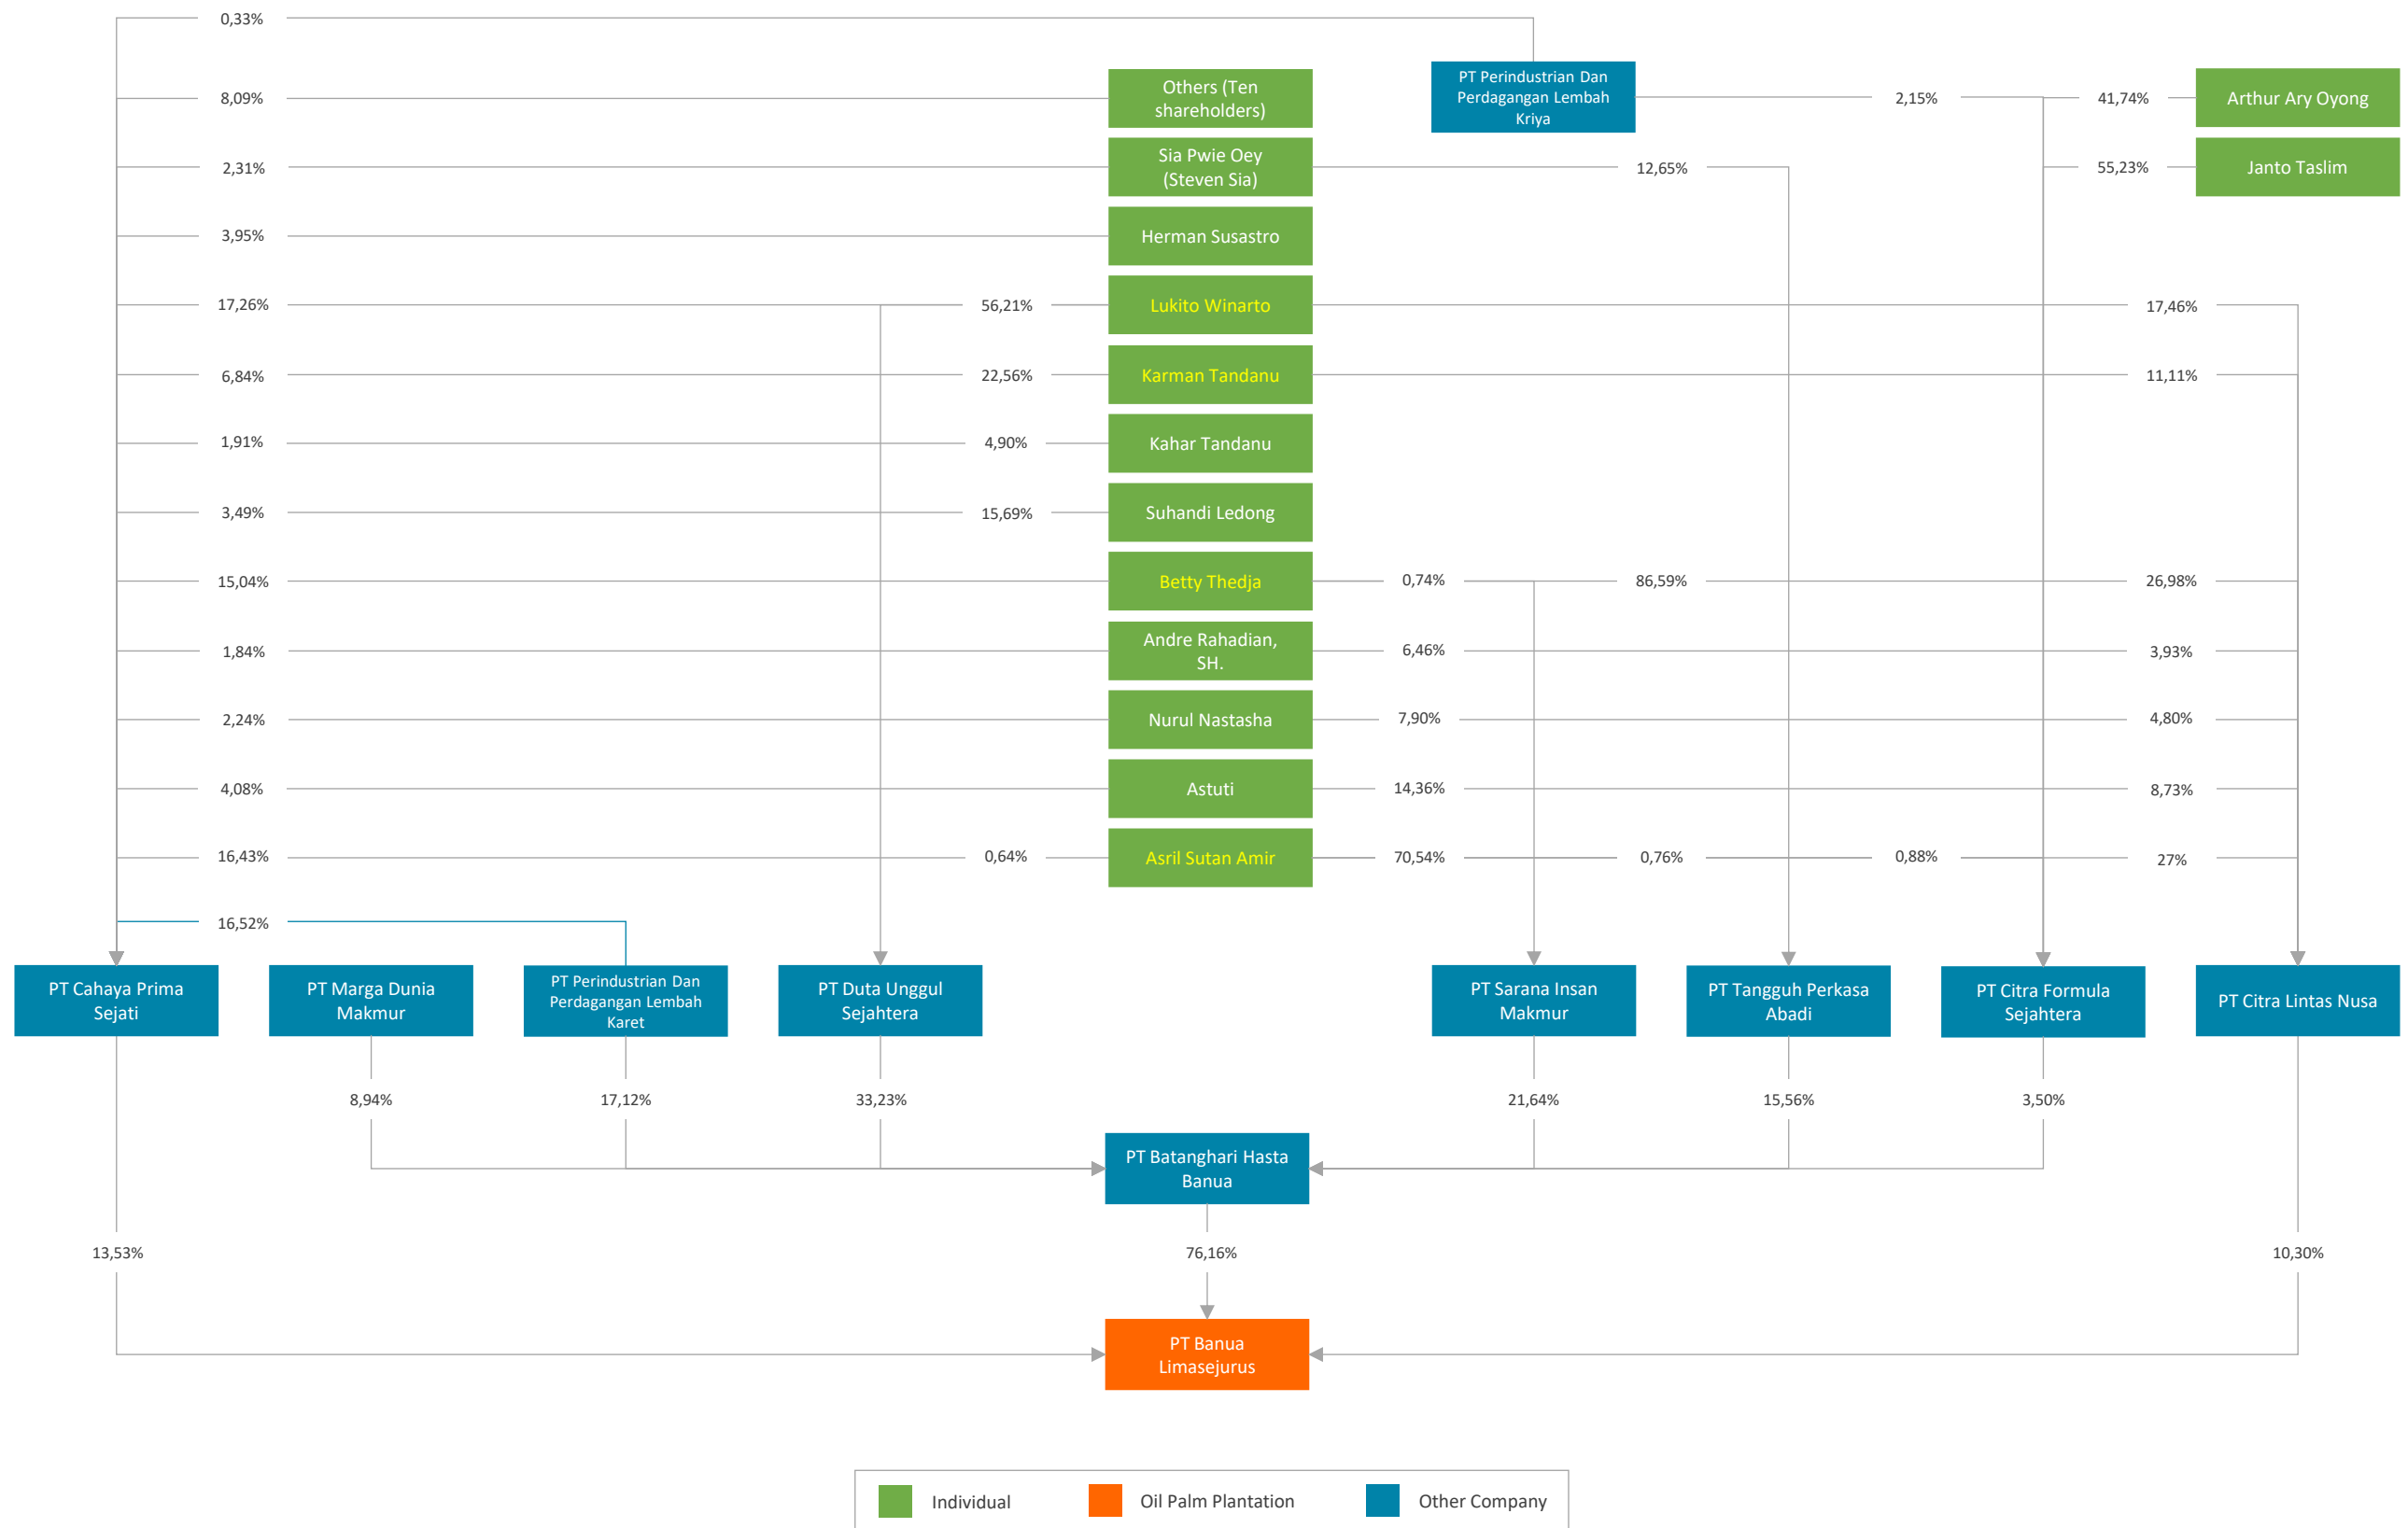 0,33%
PT Perindustrian Dan
Perdagangan Lembah
Kriya
Others (Ten
shareholders)
8,09%
2,15%
41,74%
Arthur Ary Oyong
2,31%
Sia Pwie Oey
(Steven Sia)
12,65%
55,23%
Janto Taslim
3,95%
Herman Susastro
17,26%
56,21%
Lukito Winarto
17,46%
6,84%
22,56%
Karman Tandanu
11,11%
1,91%
4,90%
Kahar Tandanu
3,49%
15,69%
Suhandi Ledong
15,04%
Betty Thedja
0,74%
86,59%
26,98%
1,84%
Andre Rahadian,
SH.
6,46%
3,93%
2,24%
Nurul Nastasha
7,90%
4,80%
4,08%
Astuti
14,36%
8,73%
16,43%
0,64%
Asril Sutan Amir
70,54%
0,76%
0,88%
27%
16,52%
PT Cahaya Prima
Sejati
PT Marga Dunia
Makmur
PT Perindustrian Dan
Perdagangan Lembah
Karet
PT Duta Unggul
Sejahtera
PT Sarana Insan
Makmur
PT Tangguh Perkasa
Abadi
PT Citra Formula
Sejahtera
PT Citra Lintas Nusa
8,94%
17,12%
33,23%
21,64%
15,56%
3,50%
PT Batanghari Hasta
Banua
13,53%
76,16%
10,30%
PT Banua
Limasejurus
Individual
Oil Palm Plantation
Other Company